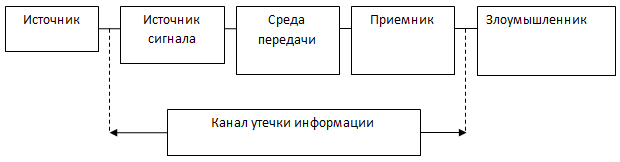 Источник
Источник
сигнала
Среда
передачи
Приемник
Злоумышленник
Канал утечки информации